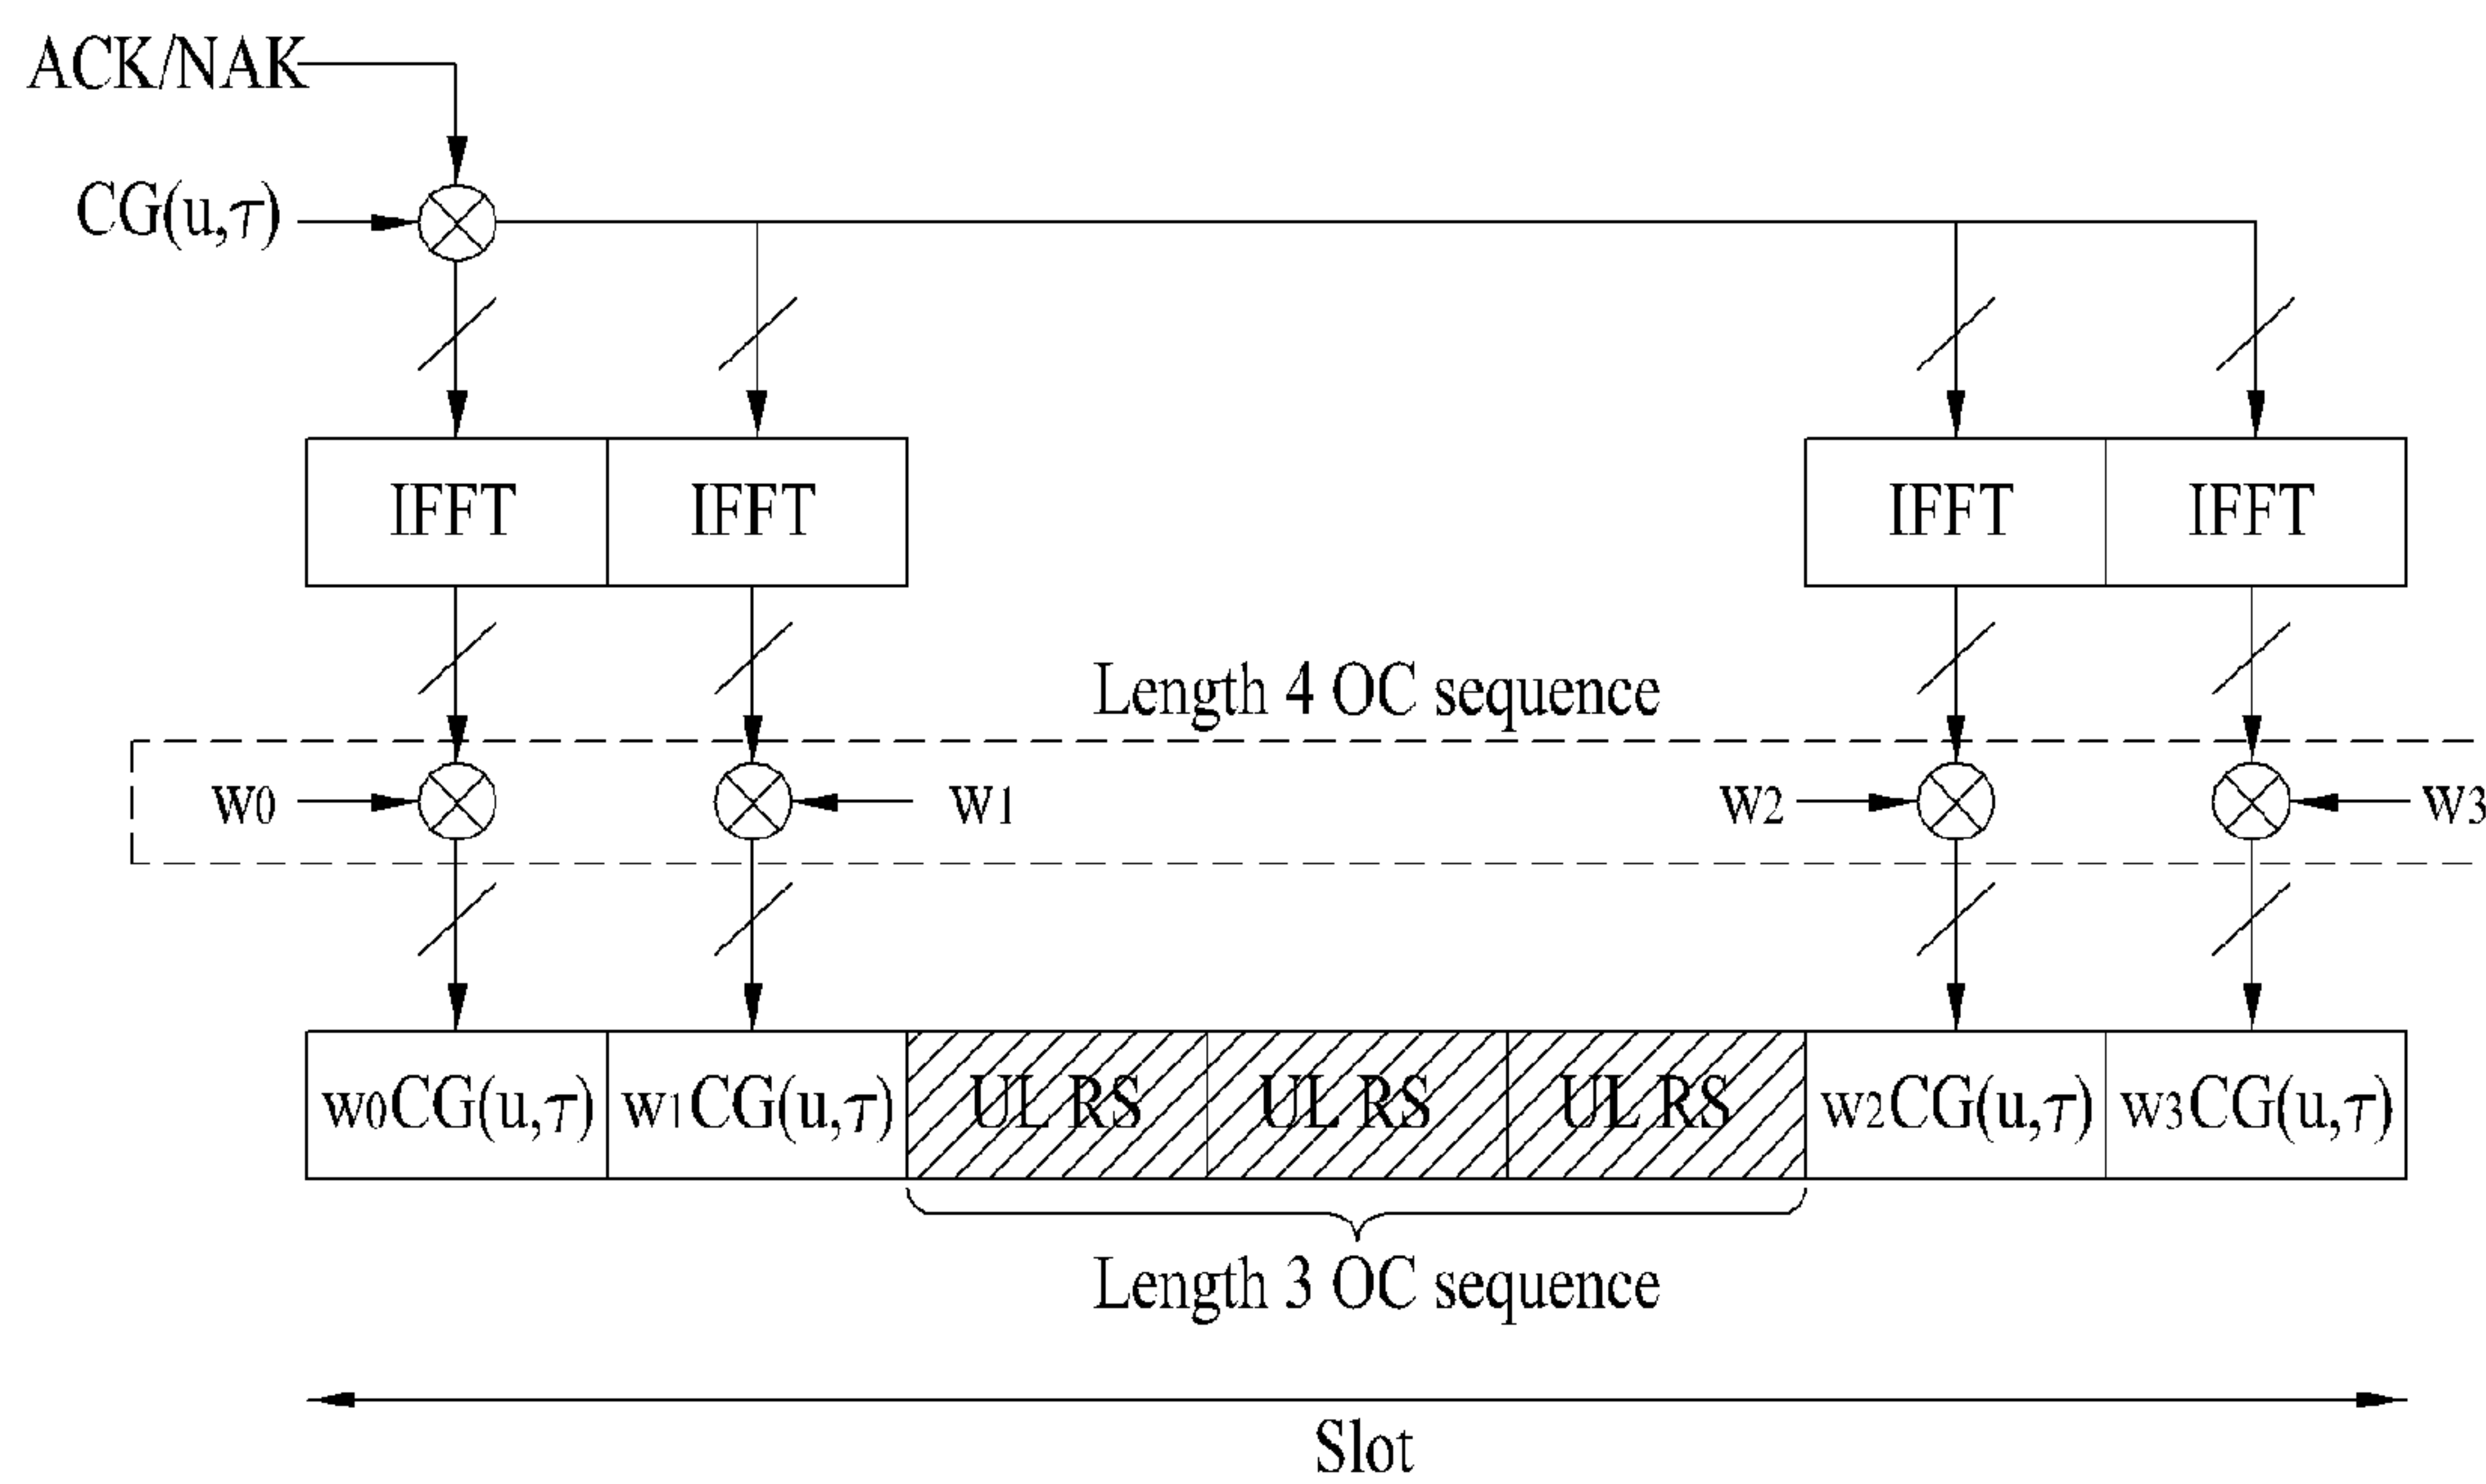 ACK/NAK
CG(u,τ)
IFFT IFFT IFFT IFFT
Length 4 OC sequence
w0 w1 w2 w3
w0CG(u,τ) w1CG(u,τ) UL RS UL RS UL RS w2CG(u,τ) w3CG(u,τ)
Length 3 OC sequence
Slot